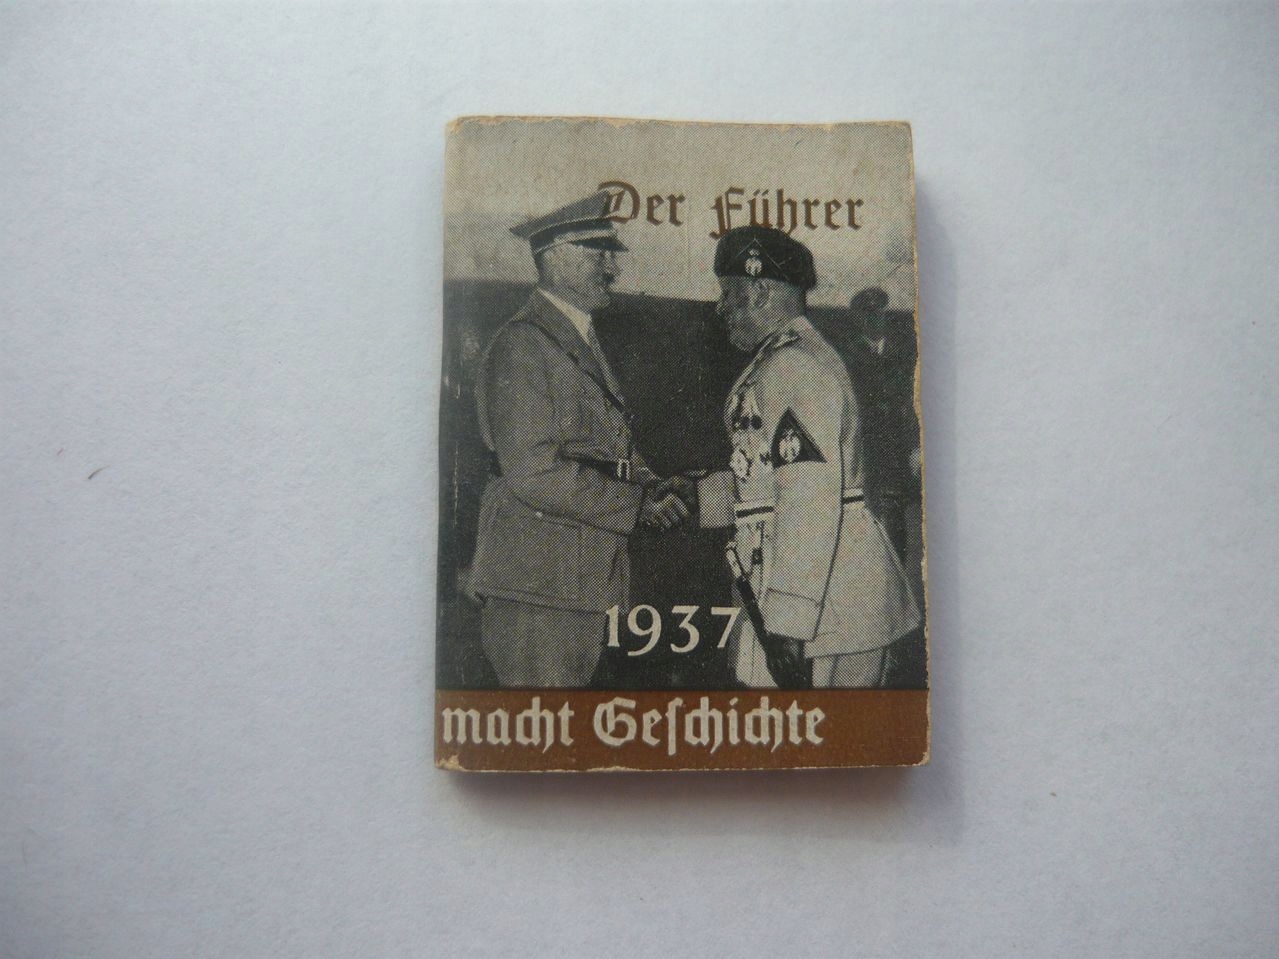 Der Führer
1937
macht Geschichte